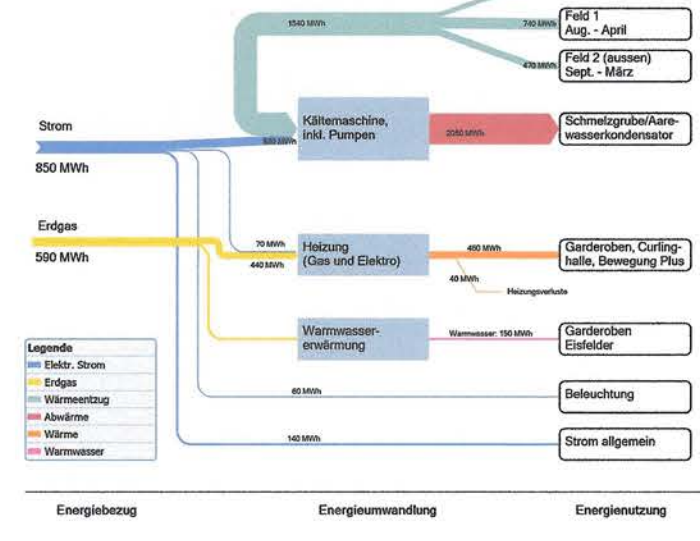 1540 MWh
740 MWh
Feld 1
Aug. - April
470 MWh
Feld 2 (aussen)
Sept. - März
Strom
850 MWh
Kältemaschine,
inkl. Pumpen
2050 MWh
Schmelzgrube/Aare-
wasserkondensator
Erdgas
590 MWh
70 MWh
440 MWh
Heizung
(Gas und Elektro)
460 MWh
40 MWh
Heizungsverluste
Garderoben, Curling-
halle, Bewegung Plus
Warmwasser-
erwärmung
Warmwasser: 150 MWh
Garderoben
Eisfelder
60 MWh
Beleuchtung
140 MWh
Strom allgemein
Legende
Elektr. Strom
Erdgas
Wärmeentzug
Abwärme
Wärme
Warmwasser
Energiebezug
Energieumwandlung
Energienutzung